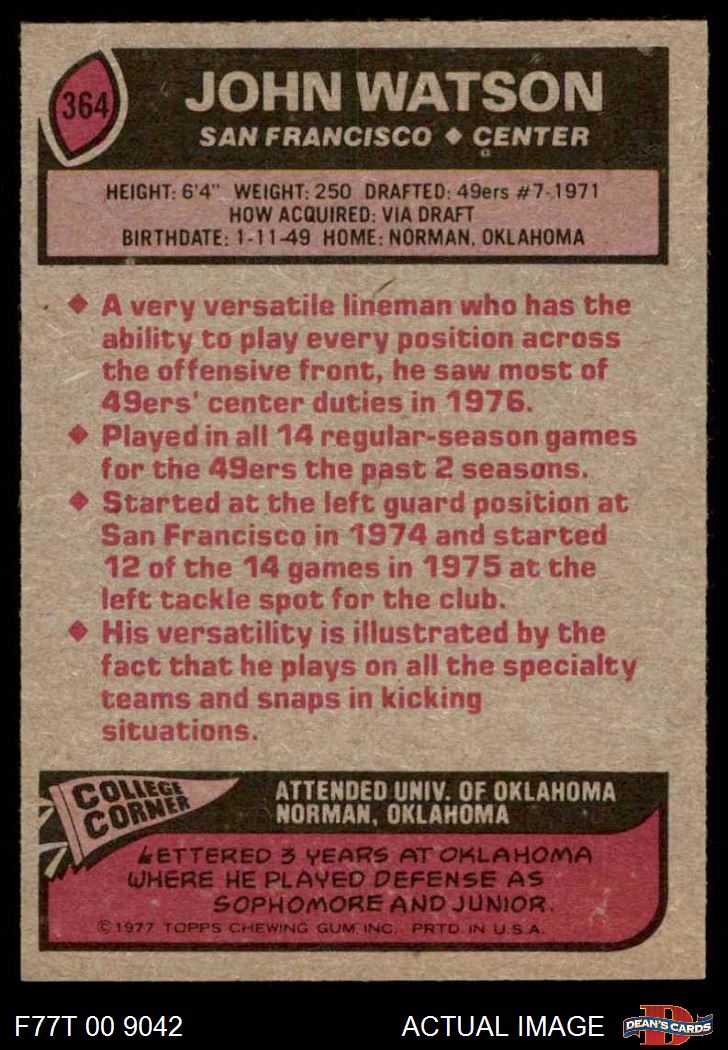 364
JOHN WATSON
SAN FRANCISCO ♦ CENTER
HEIGHT: 6'4" WEIGHT: 250 DRAFTED: 49ers #7-1971
HOW ACQUIRED: VIA DRAFT
BIRTHDATE: 1-11-49 HOME: NORMAN, OKLAHOMA
♦ A very versatile lineman who has the
ability to play every position across
the offensive front, he saw most of
49ers' center duties in 1976.
♦ Played in all 14 regular-season games
for the 49ers the past 2 seasons.
♦ Started at the left guard position at
San Francisco in 1974 and started
12 of the 14 games in 1975 at the
left tackle spot for the club.
♦ His versatility is illustrated by the
fact that he plays on all the specialty
teams and snaps in kicking
situations.
COLLEGE
CORNER
ATTENDED UNIV. OF OKLAHOMA
NORMAN, OKLAHOMA
LETTERED 3 YEARS AT OKLAHOMA
WHERE HE PLAYED DEFENSE AS
SOPHOMORE AND JUNIOR.
©1977 TOPPS CHEWING GUM, INC. PRTD. IN U.S.A.
F77T 00 9042
ACTUAL IMAGE
D
DEAN'S CARDS